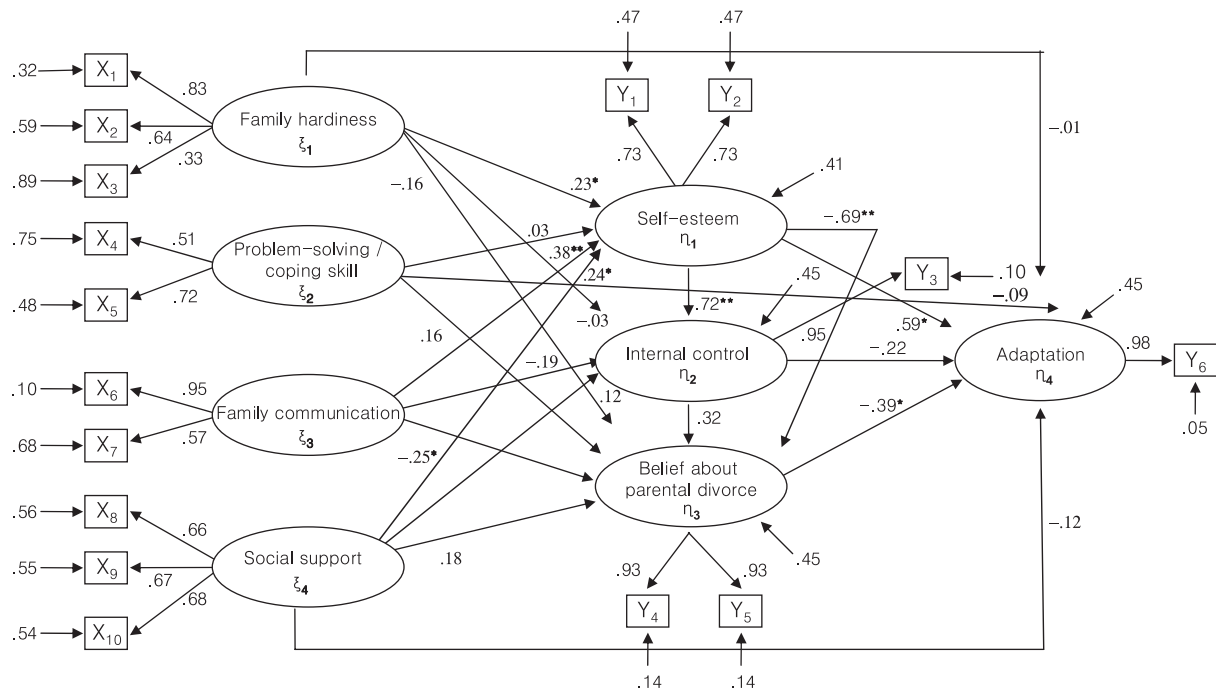 .47
.47
.32
X1
.83
Family hardiness
ξ1
Y1
Y2
–.01
.59
X2
.64
.33
.73
.73
.41
.89
X3
–.16
.23*
.75
X4
.51
Problem-solving /
coping skill
ξ2
.03
.38**
.24*
Self-esteem
η1
–.69**
Y3
.10
.48
X5
.72
.45
–.09
.45
.16
–.03
.72**
.95
.59*
.10
X6
.95
Family communication
ξ3
–.19
.12
Internal control
η2
–.22
Adaptation
η4
.98
Y6
.68
X7
.57
.32
–.39*
.05
–.25*
Belief about
parental divorce
η3
.56
X8
.66
Social support
ξ4
.18
.45
–.12
.55
X9
.67
.68
.93
.93
.54
X10
Y4
Y5
.14
.14